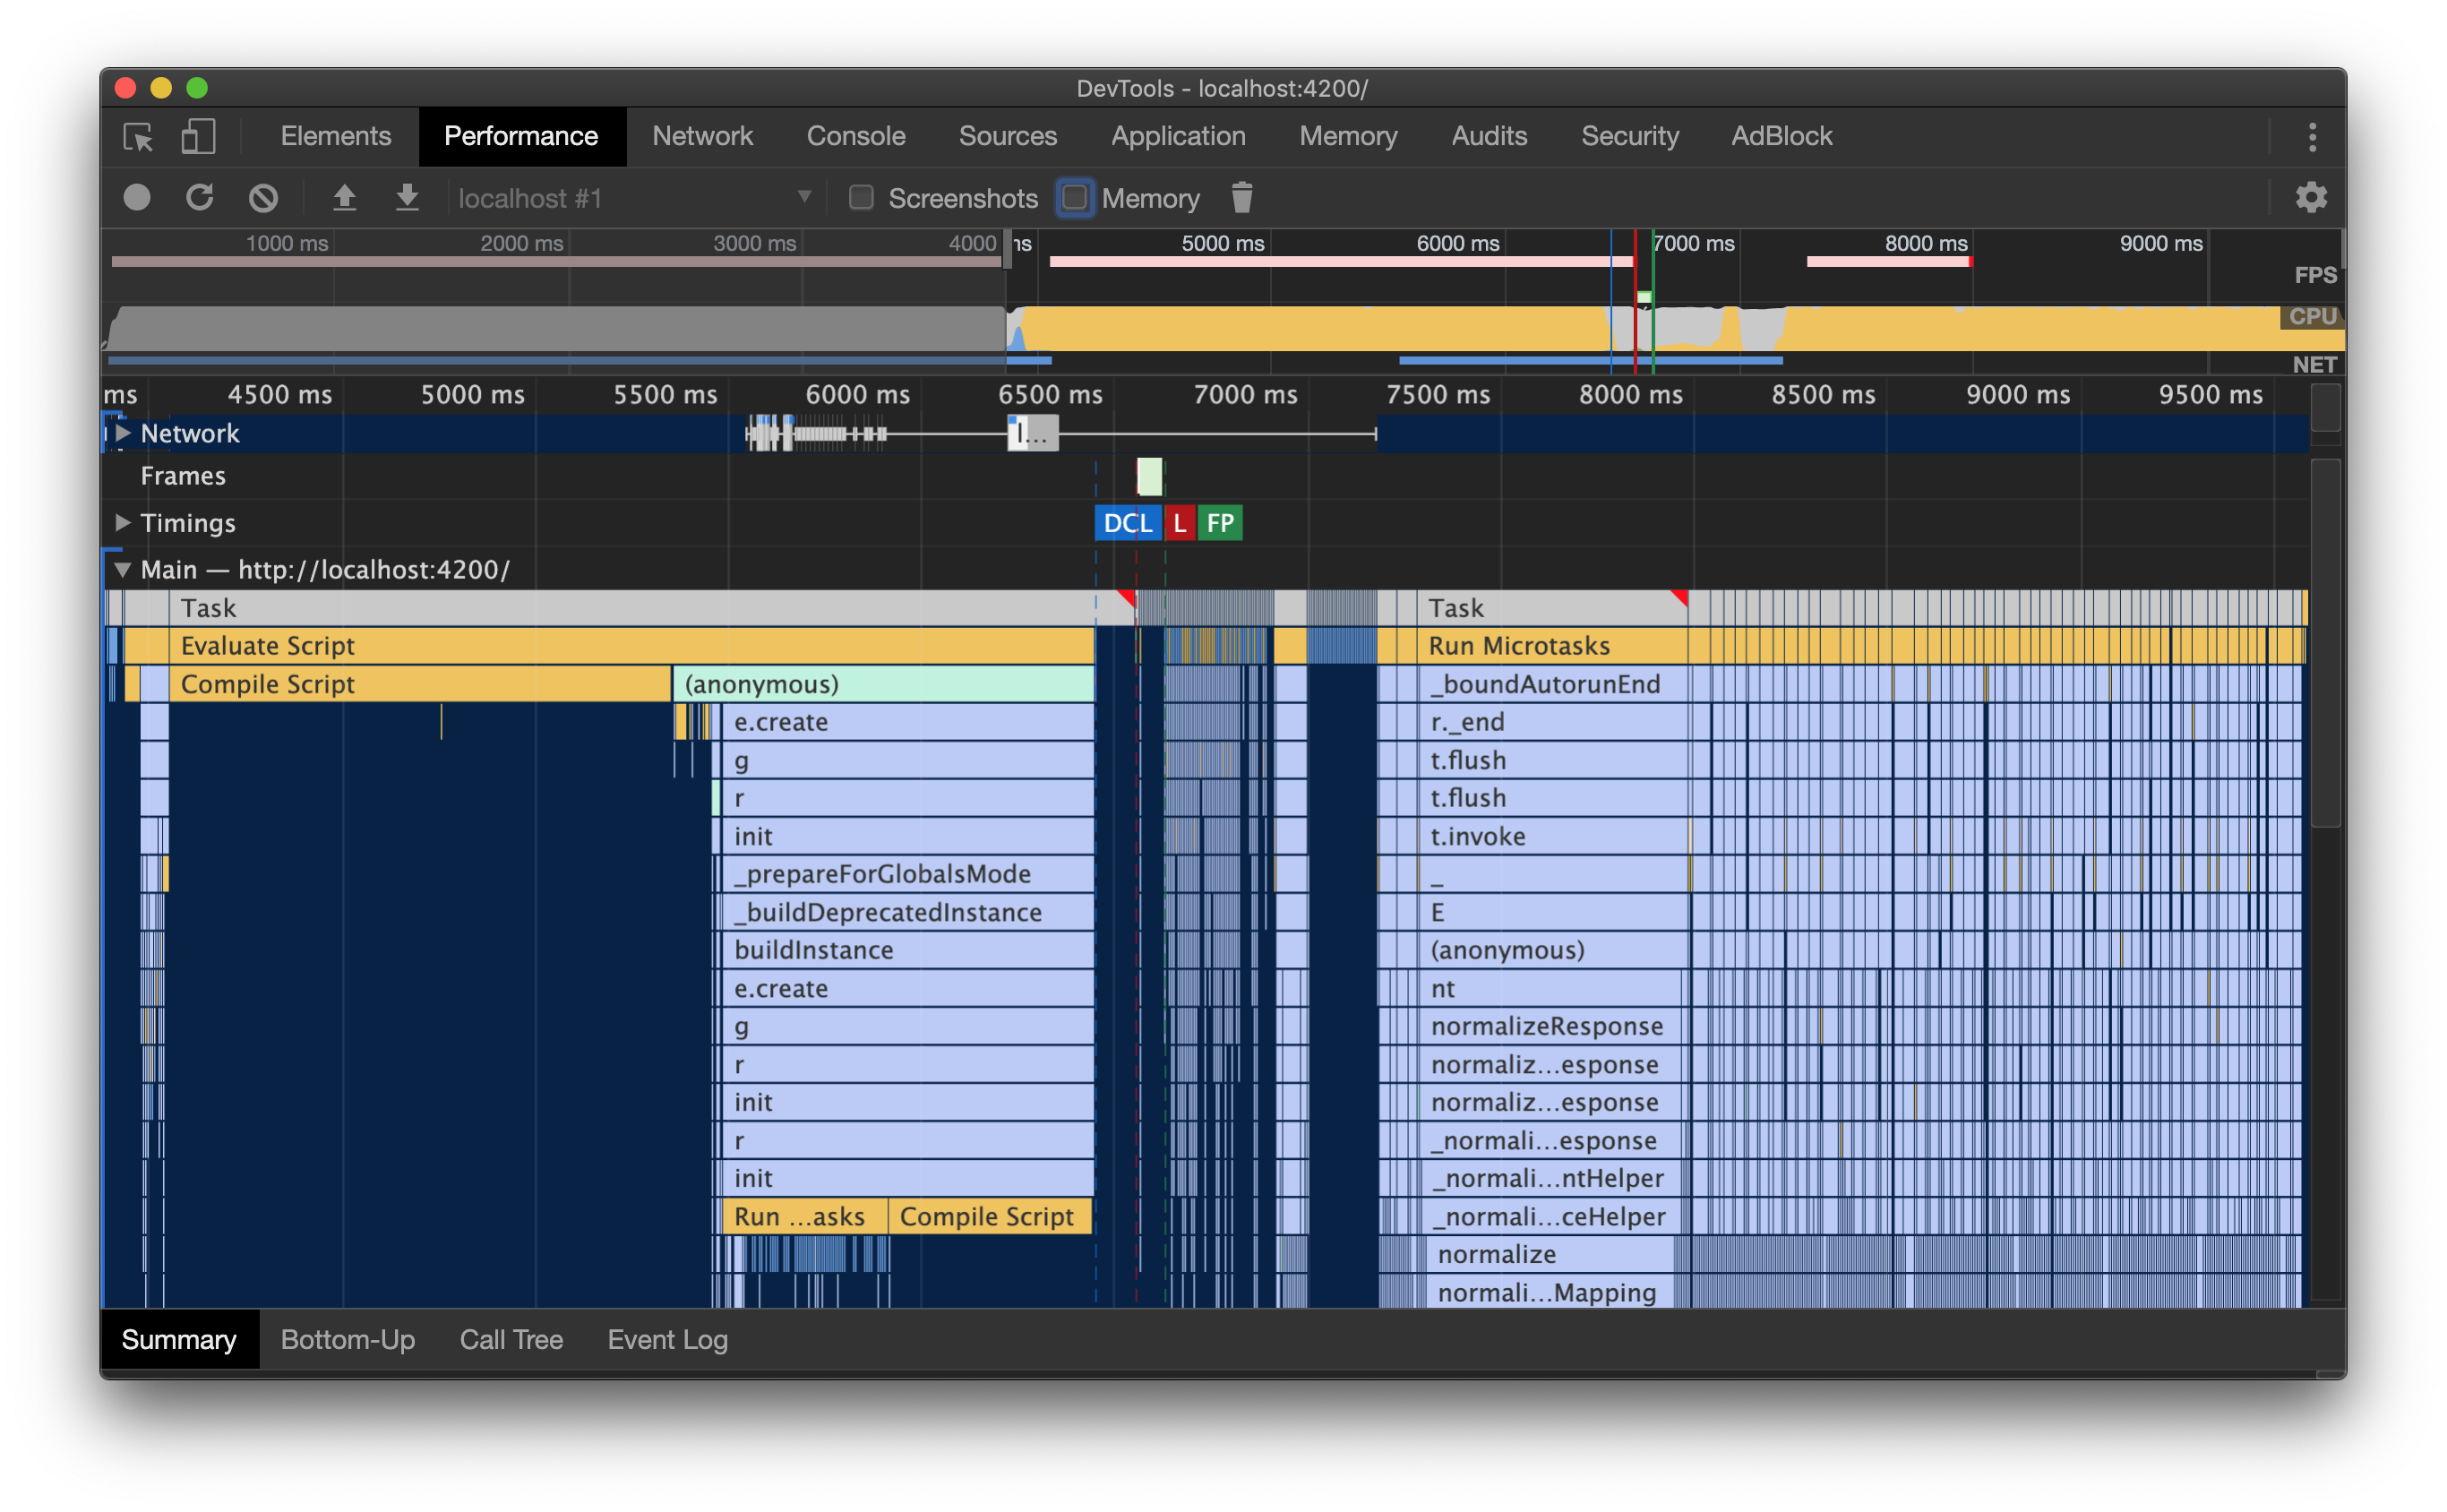 DevTools - localhost:4200/
Elements Performance Network Console Sources Application Memory Audits Security AdBlock
localhost #1 Screenshots Memory
1000 ms 2000 ms 3000 ms 4000 ms 5000 ms 6000 ms 7000 ms 8000 ms 9000 ms
FPS
CPU
NET
ms 4500 ms 5000 ms 5500 ms 6000 ms 6500 ms 7000 ms 7500 ms 8000 ms 8500 ms 9000 ms 9500 ms
Network l...
Frames
Timings DCL L FP
Main — http://localhost:4200/
Task Task
Evaluate Script Run Microtasks
Compile Script (anonymous) _boundAutorunEnd
e.create r._end
g t.flush
r t.flush
init t.invoke
_prepareForGlobalsMode _
_buildDeprecatedInstance E
buildInstance (anonymous)
e.create nt
g normalizeResponse
r normaliz...esponse
init normaliz...esponse
r _normali...esponse
init _normali...ntHelper
Run ...asks Compile Script _normali...ceHelper
normalize
normali...Mapping
Summary Bottom-Up Call Tree Event Log